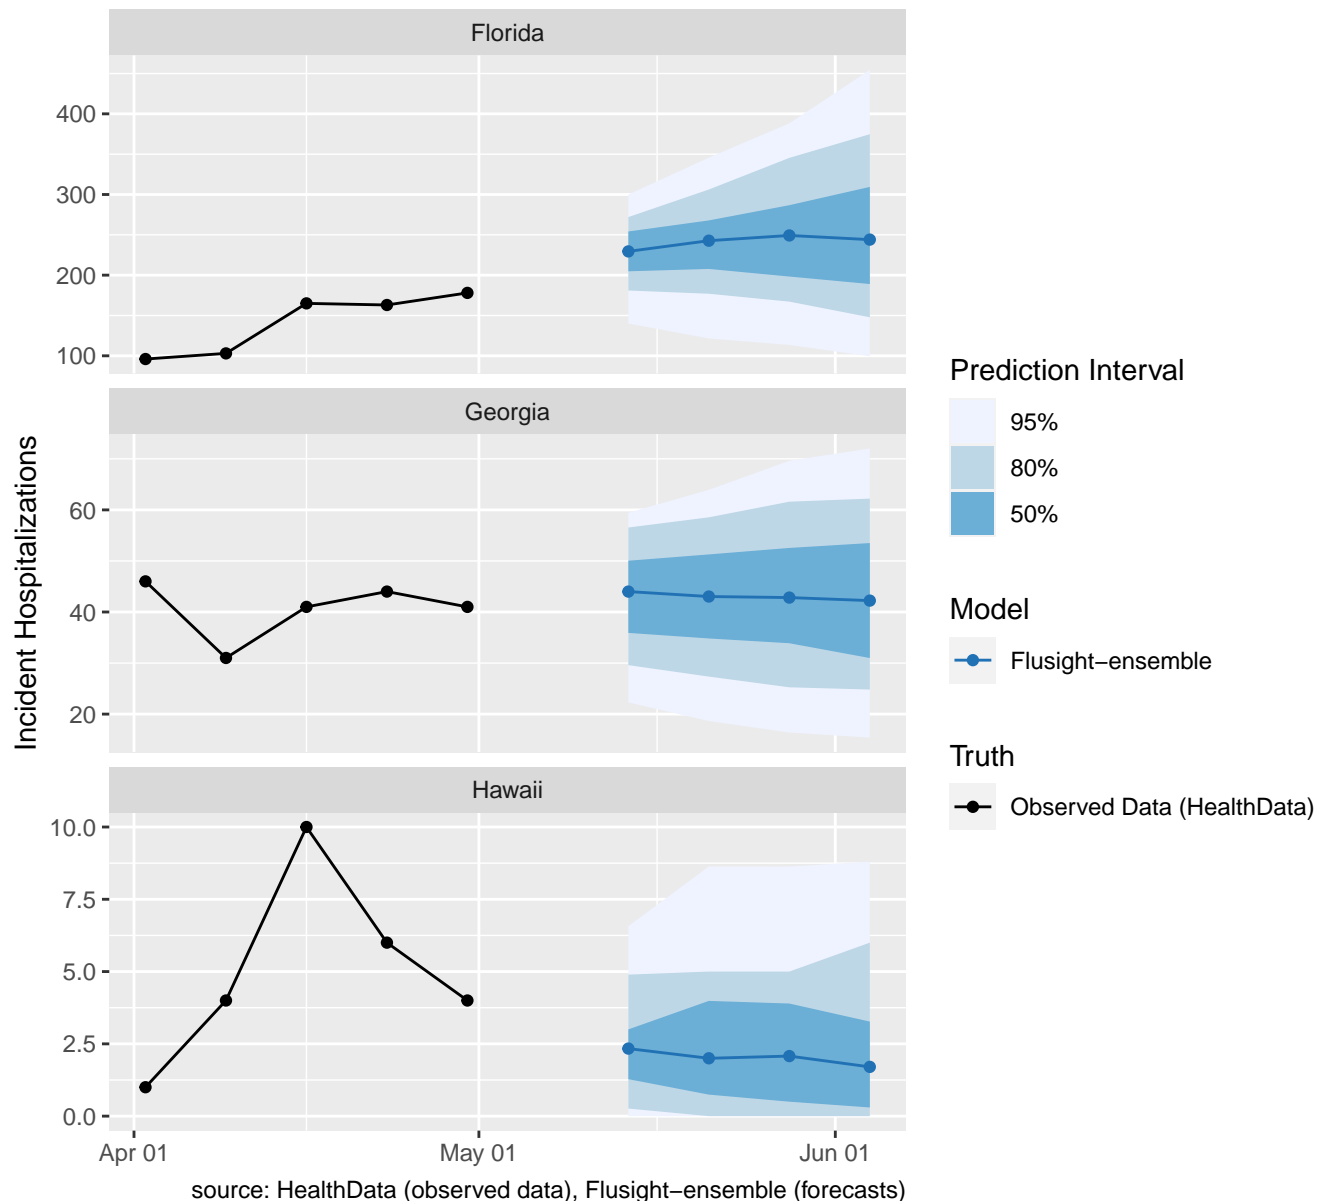 Florida
400
300
200
100
Georgia
60
40
20
Hawaii
10.0
7.5
5.0
2.5
0.0
Apr 01
May 01
Jun 01
Incident Hospitalizations
source: HealthData (observed data), Flusight−ensemble (forecasts)
Prediction Interval
95%
80%
50%
Model
Flusight−ensemble
Truth
Observed Data (HealthData)